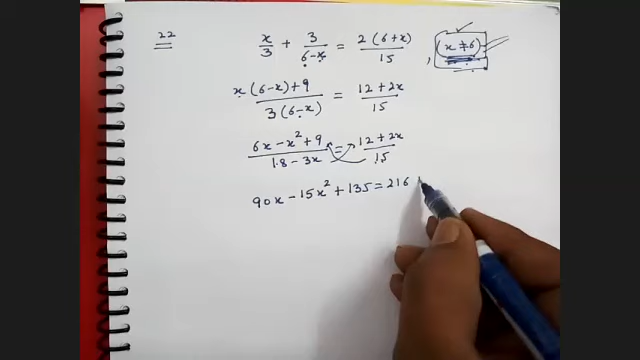 22
x/3 + 3/(6-x) = 2(6+x)/15 , (x ≠ 6)
(x(6-x)+9)/(3(6-x)) = (12+2x)/15
(6x-x²+9)/(18-3x) = (12+2x)/15
90x - 15x² + 135 = 216